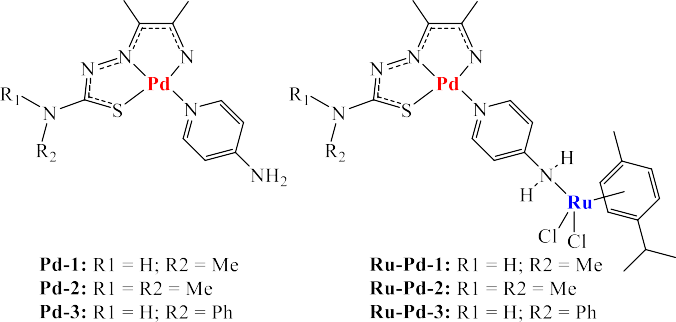 N N N
Pd
R1 N S N
R2
NH2
N N N
Pd
R1 N S N
R2
H
N
H
Ru
Cl Cl
Pd-1: R1 = H; R2 = Me
Pd-2: R1 = R2 = Me
Pd-3: R1 = H; R2 = Ph
Ru-Pd-1: R1 = H; R2 = Me
Ru-Pd-2: R1 = R2 = Me
Ru-Pd-3: R1 = H; R2 = Ph